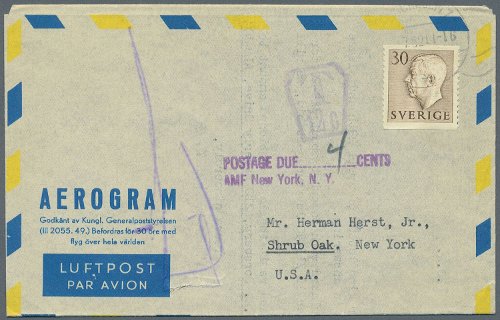 30
SVERIGE
POSTAGE DUE 4 CENTS
AMF New York, N. Y.
AEROGRAM
Godkänt av Kungl. Generalpoststyrelsen
(III 2055. 49.) Befordras för 30 öre med
flyg över hela världen
LUFTPOST
PAR AVION
Mr. Herman Herst, Jr.,
Shrub Oak. New York
U.S.A.
T